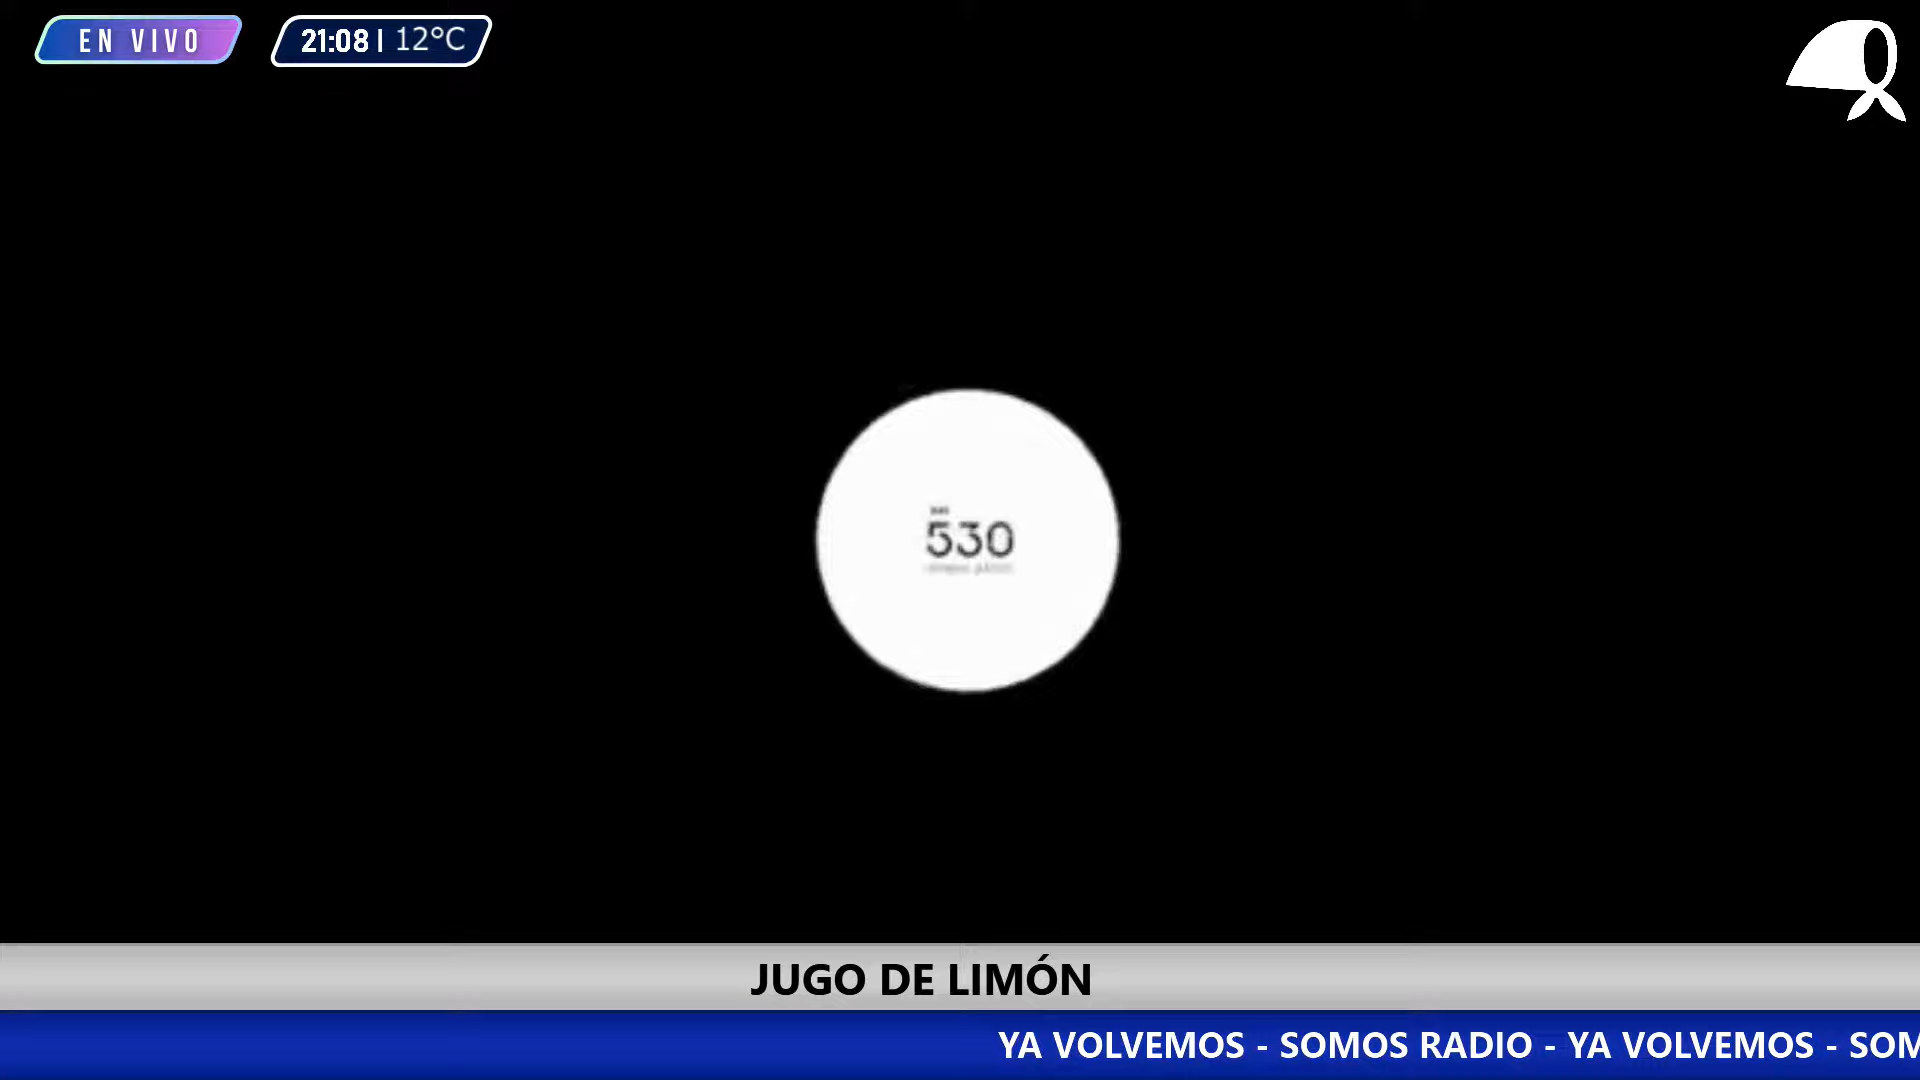 EN VIVO
21:08 | 12°C
530
JUGO DE LIMÓN
YA VOLVEMOS - SOMOS RADIO - YA VOLVEMOS - SOM